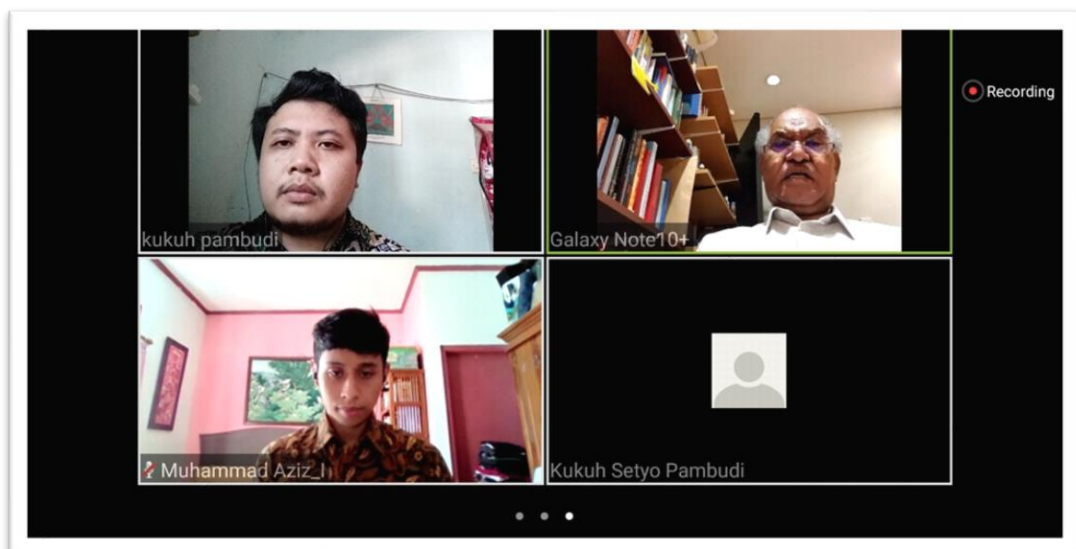 Recording
kukuh pambudi
Galaxy Note10+
Muhammad Aziz_I
Kukuh Setyo Pambudi